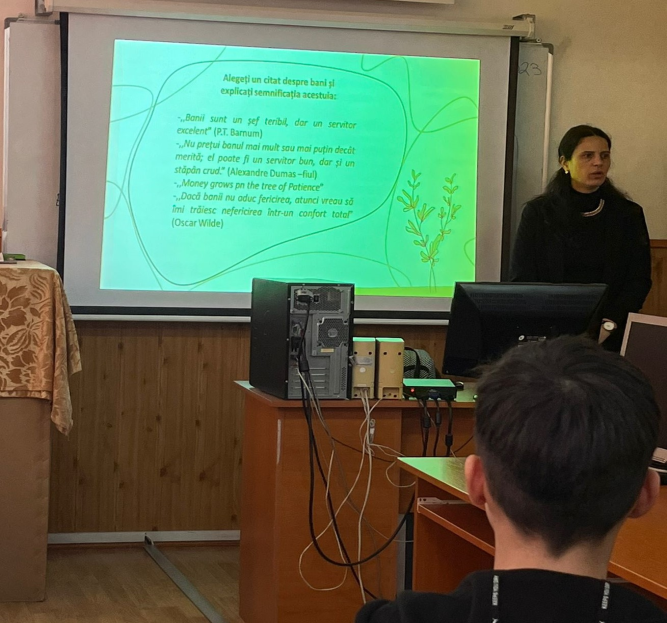 Alegeți un citat despre bani și
explicați semnificația acestuia:
-„Banii sunt un șef teribil, dar un servitor
excelent" (P.T. Barnum)
-„Nu prețui banul mai mult sau mai puțin decât
merită; el poate fi un servitor bun, dar și un
stăpân crud." (Alexandre Dumas –fiul)
-„Money grows pn the tree of Patience"
-„Dacă banii nu aduc fericirea, atunci vreau să
îmi trăiesc nefericirea într-un confort total"
(Oscar Wilde)
23